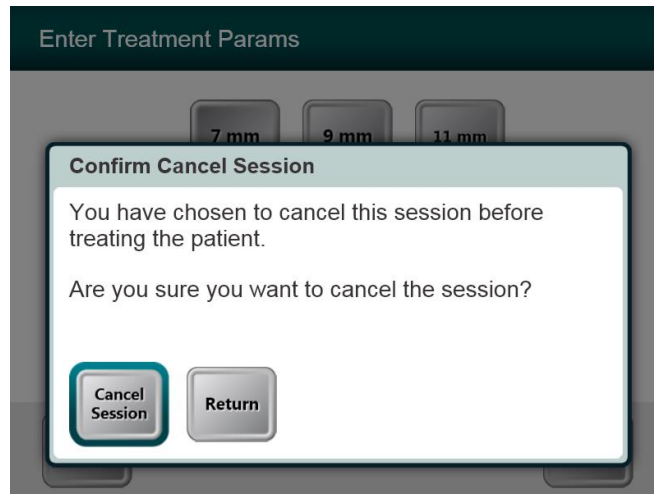 Enter Treatment Params
7 mm 9 mm 11 mm
Confirm Cancel Session
You have chosen to cancel this session before
treating the patient.
Are you sure you want to cancel the session?
Cancel
Session
Return